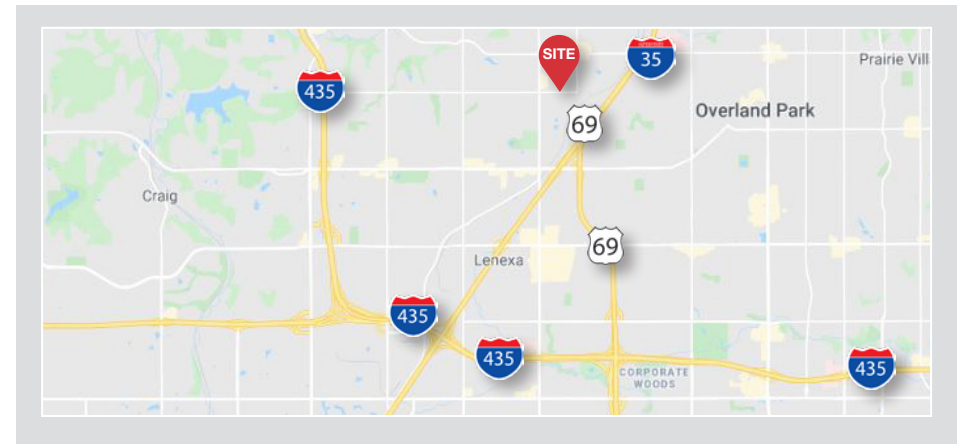 SITE
35
Prairie Vill
435
Overland Park
69
Craig
69
Lenexa
435
435
435
CORPORATE
WOODS